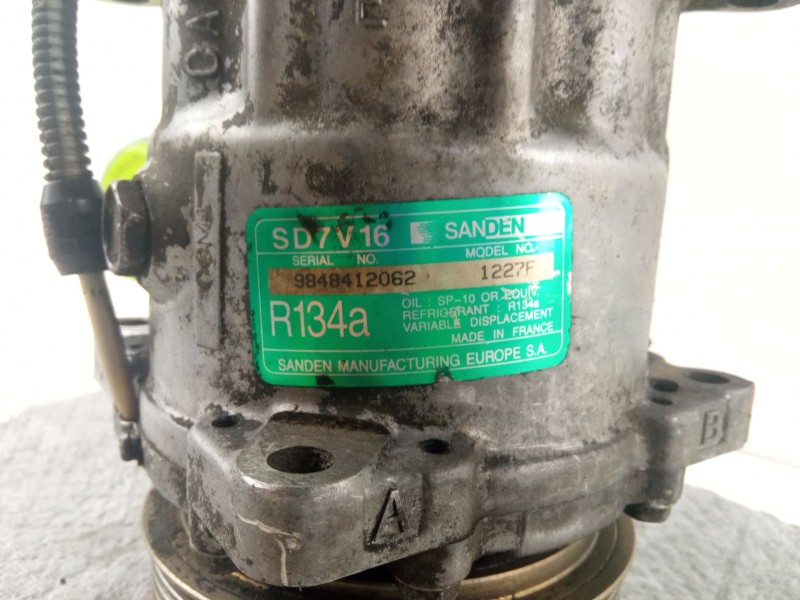 SD7V16 SANDEN
SERIAL NO. MODEL NO.
9848412062 1227F
R134a
OIL : SP-10 OR EQUIV.
REFRIGERANT : R134a
VARIABLE DISPLACEMENT
MADE IN FRANCE
SANDEN MANUFACTURING EUROPE S.A.
A
B